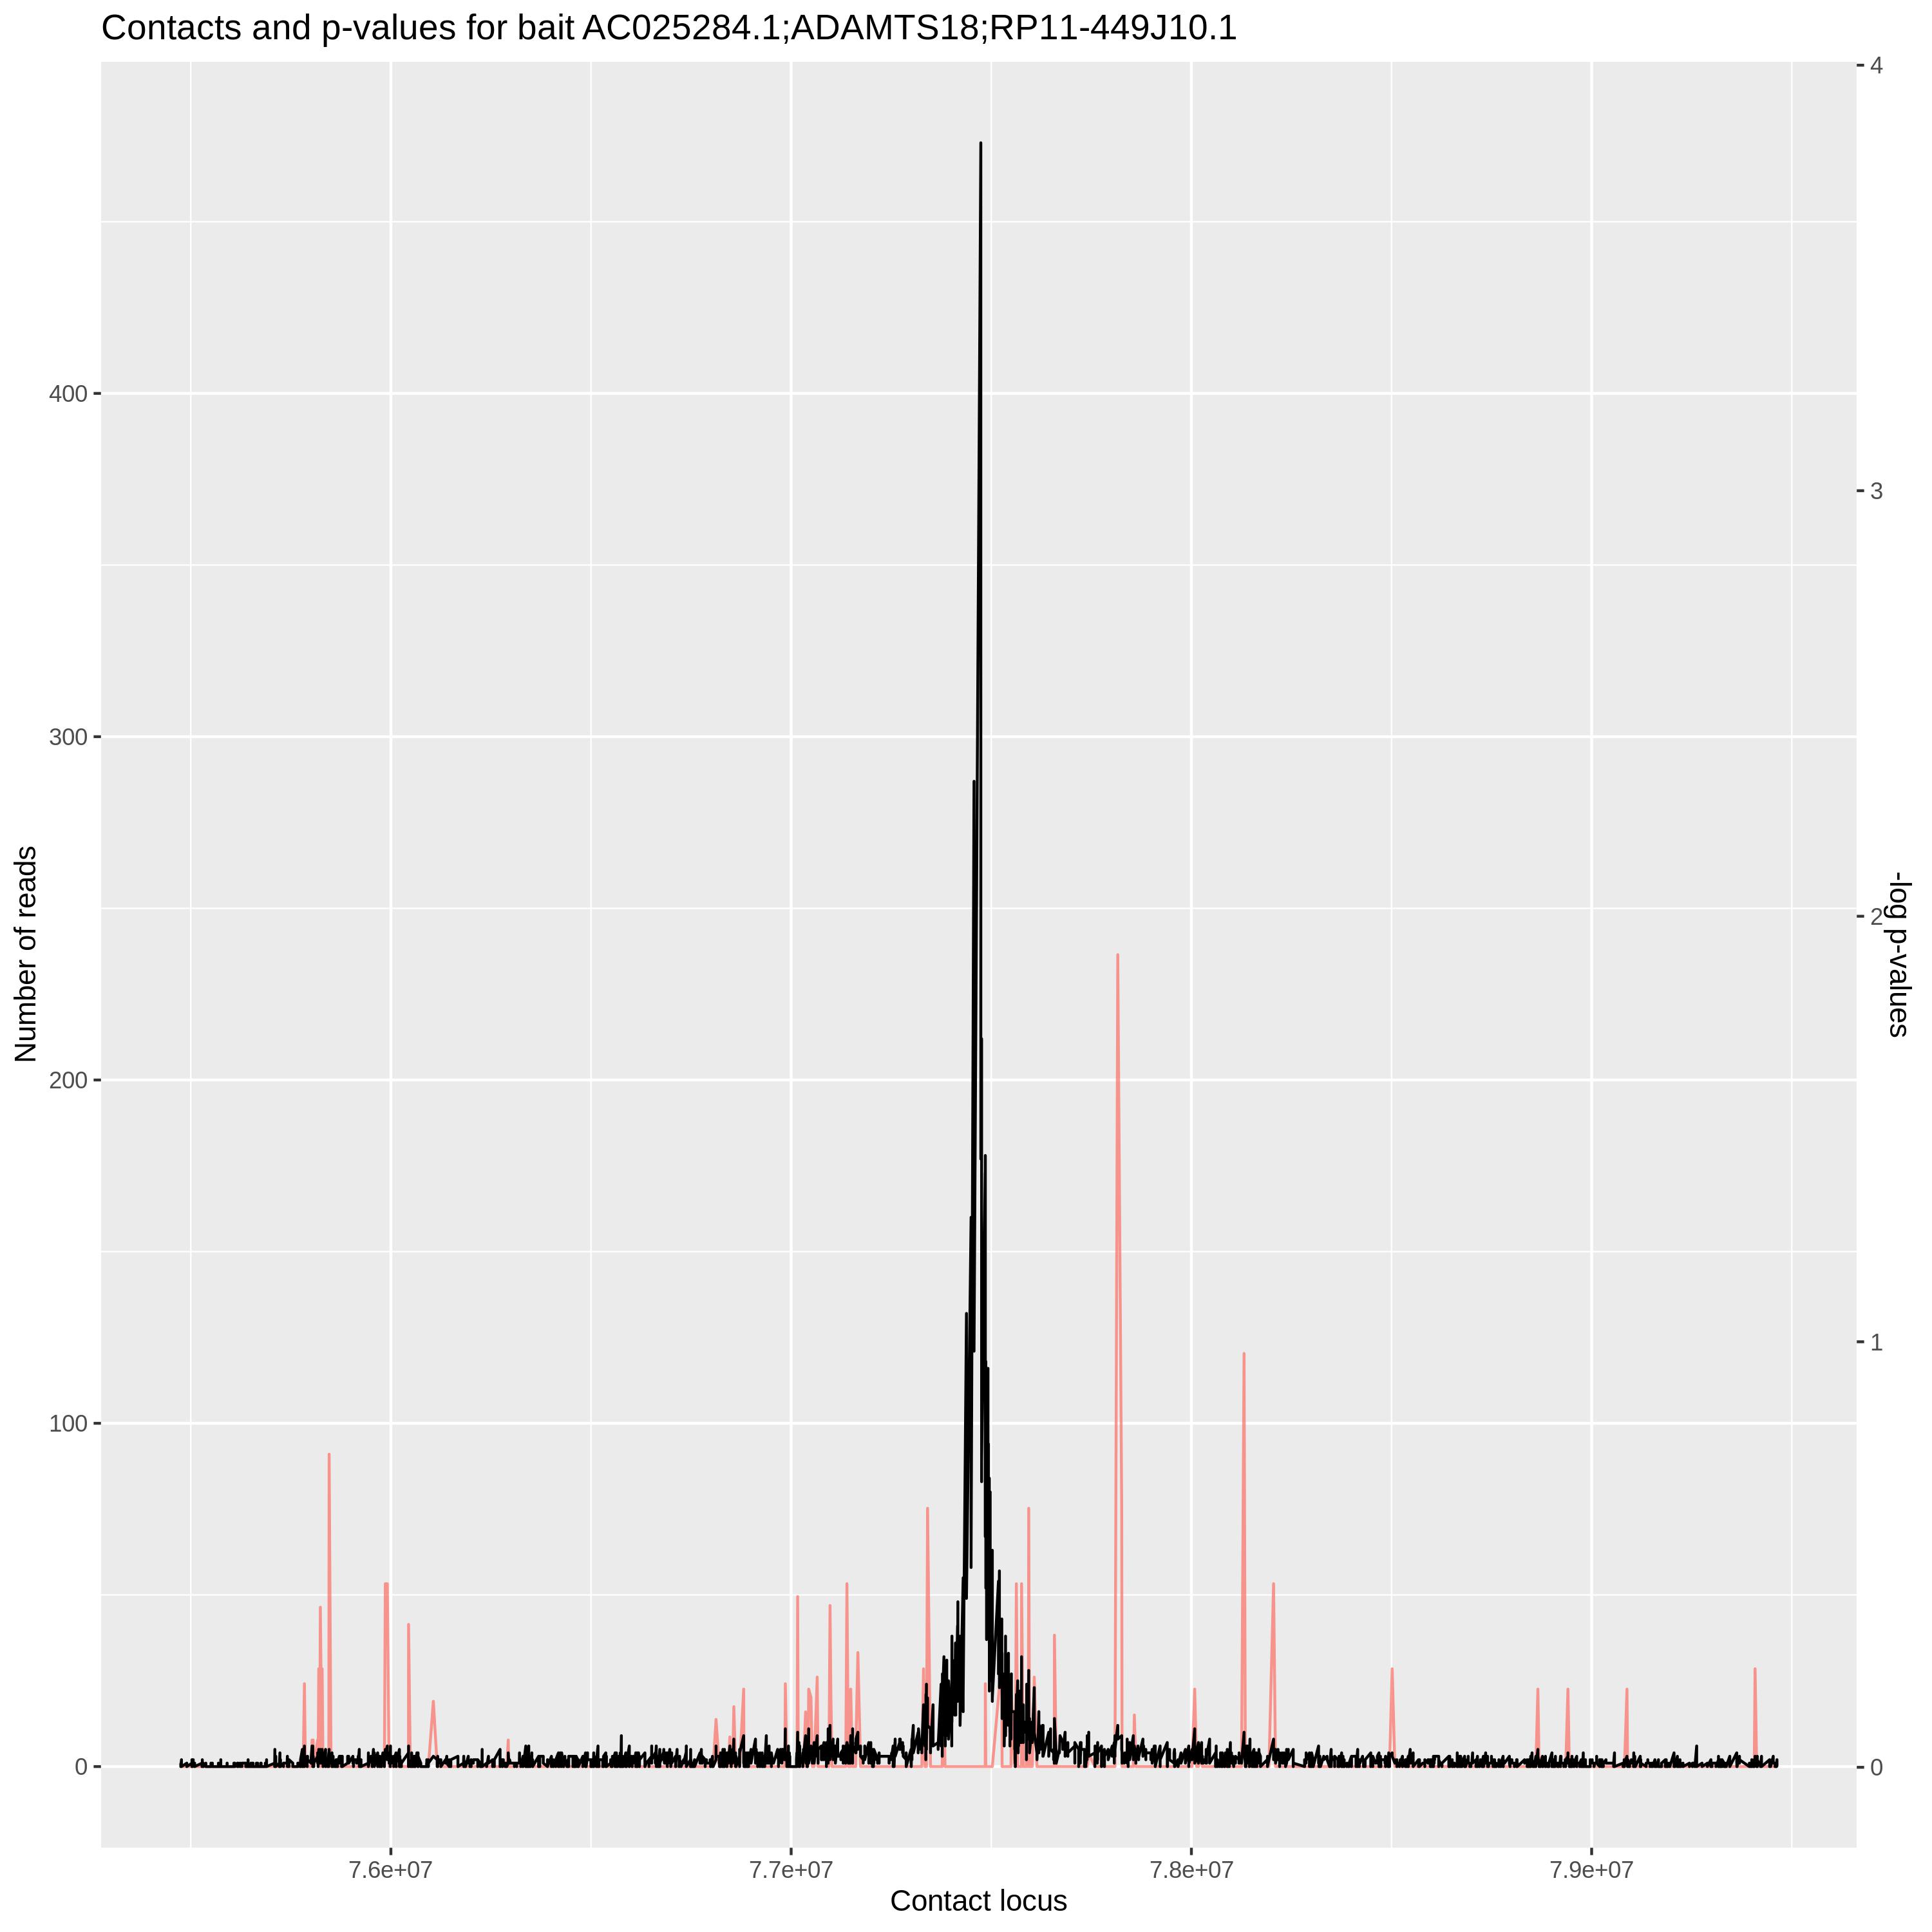 Contacts and p-values for bait AC025284.1;ADAMTS18;RP11-449J10.1
Number of reads
400
300
200
100
0
4
3
2
1
0
-log p-values
7.6e+07 7.7e+07 7.8e+07 7.9e+07
Contact locus